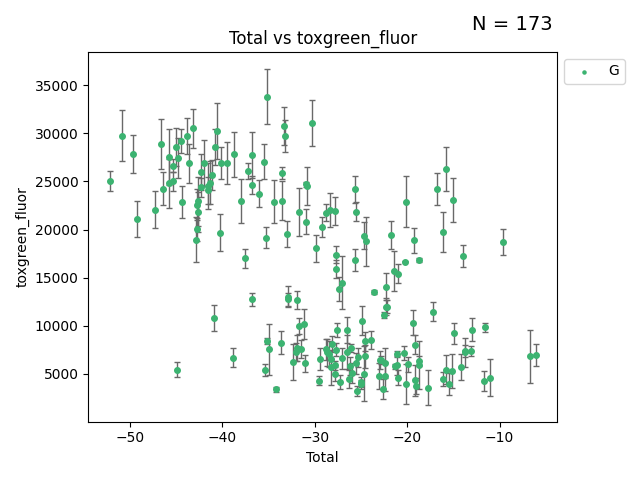 N = 173
Total vs toxgreen_fluor
G
35000
30000
25000
20000
15000
10000
5000
toxgreen_fluor
−50 −40 −30 −20 −10
Total